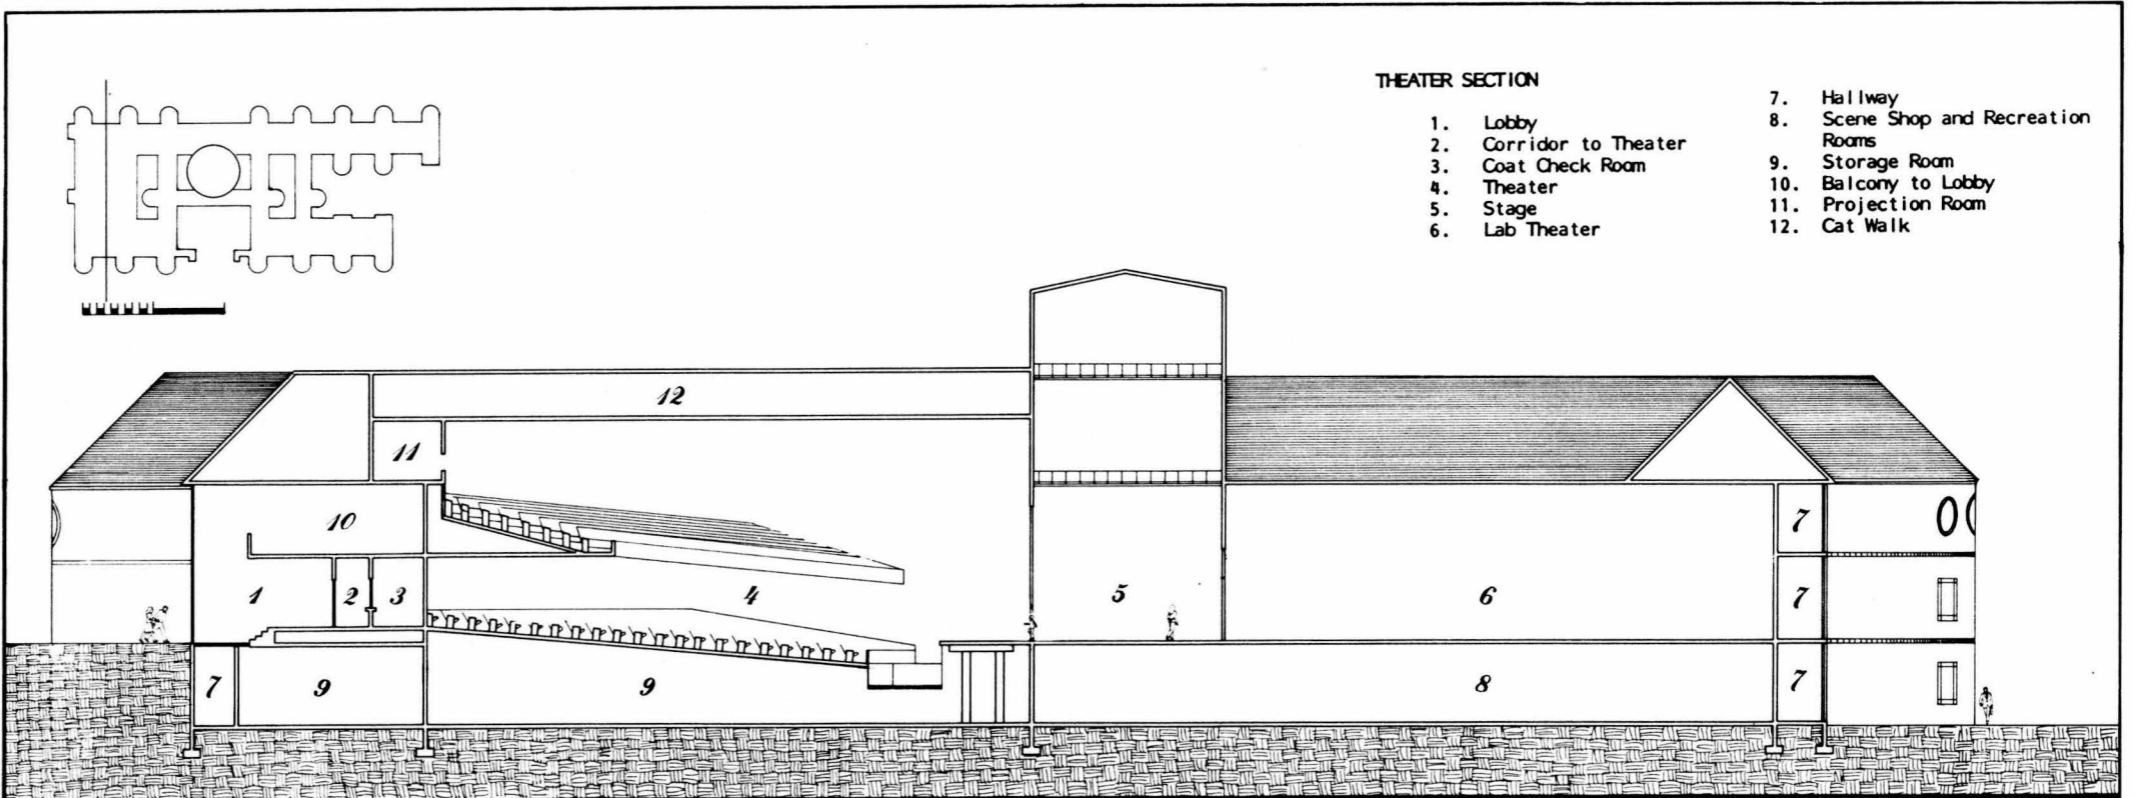 THEATER SECTION
1. Lobby
2. Corridor to Theater
3. Coat Check Room
4. Theater
5. Stage
6. Lab Theater
7. Hallway
8. Scene Shop and Recreation
Rooms
9. Storage Room
10. Balcony to Lobby
11. Projection Room
12. Cat Walk
12
11
10
7
1
2
3
4
5
6
7
7
9
9
8
7